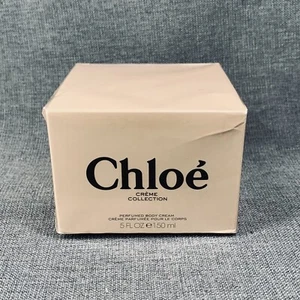 Chloé
CRÈME
COLLECTION
PERFUMED BODY CREAM
CRÈME PARFUMÉE POUR LE CORPS
5 FL.OZ 150 ml